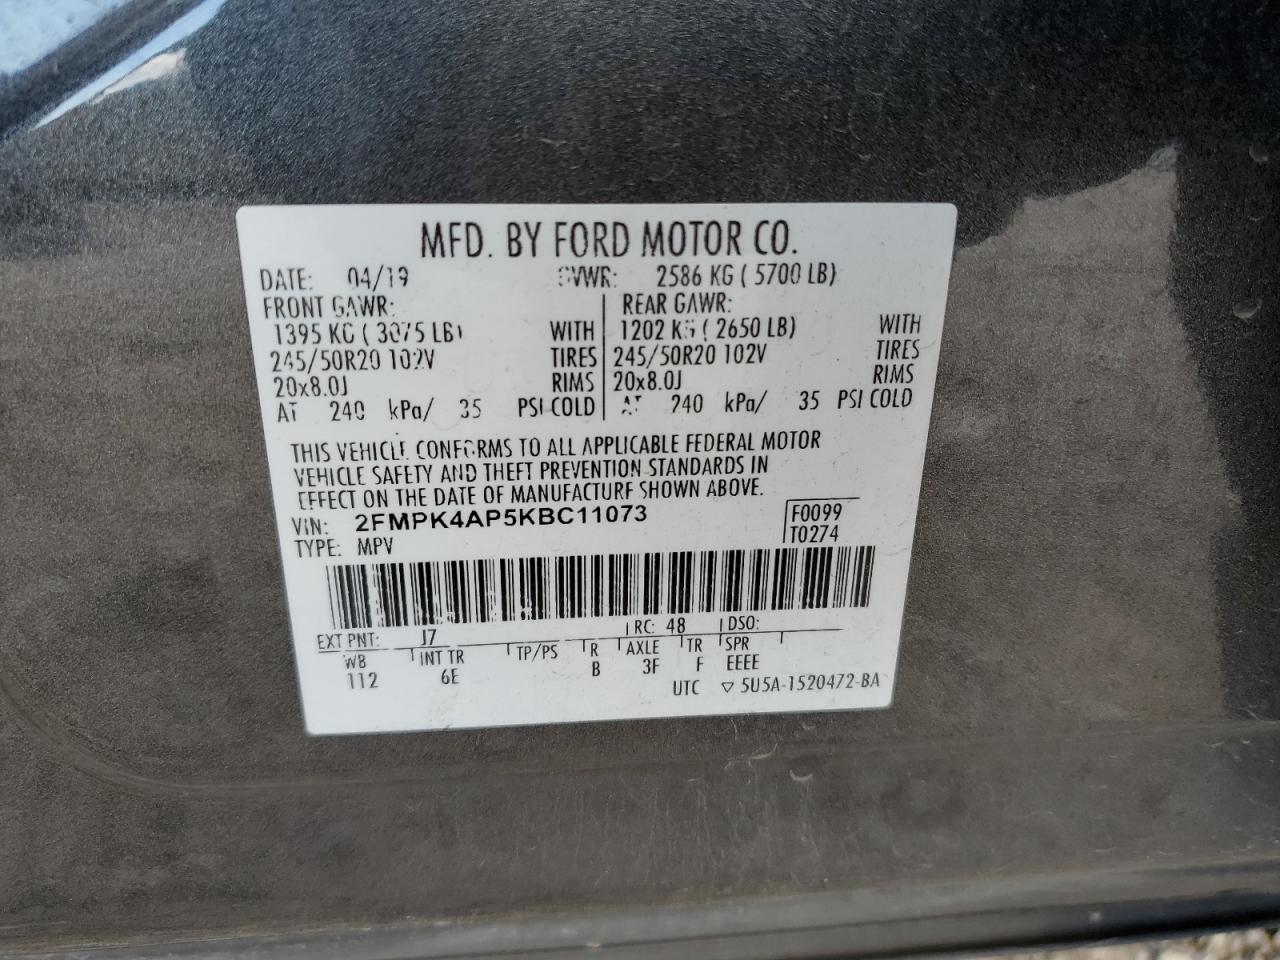 MFD. BY FORD MOTOR CO.
DATE: 04/19 GVWR: 2586 KG ( 5700 LB)
FRONT GAWR: REAR GAWR:
1395 KG ( 3075 LB) WITH 1202 KG ( 2650 LB) WITH
245/50R20 102V TIRES 245/50R20 102V TIRES
20x8.0J RIMS 20x8.0J RIMS
AT 240 kPa/ 35 PSI COLD AT 240 kPa/ 35 PSI COLD
THIS VEHICLE CONFORMS TO ALL APPLICABLE FEDERAL MOTOR
VEHICLE SAFETY AND THEFT PREVENTION STANDARDS IN
EFFECT ON THE DATE OF MANUFACTURE SHOWN ABOVE.
VIN: 2FMPK4AP5KBC11073 F0099
TYPE: MPV T0274
EXT PNT: J7 RC: 48 DSO:
WB INT TR TP/PS R AXLE TR SPR
112 6E B 3F F EEEE
UTC ▽ 5U5A-1520472-BA